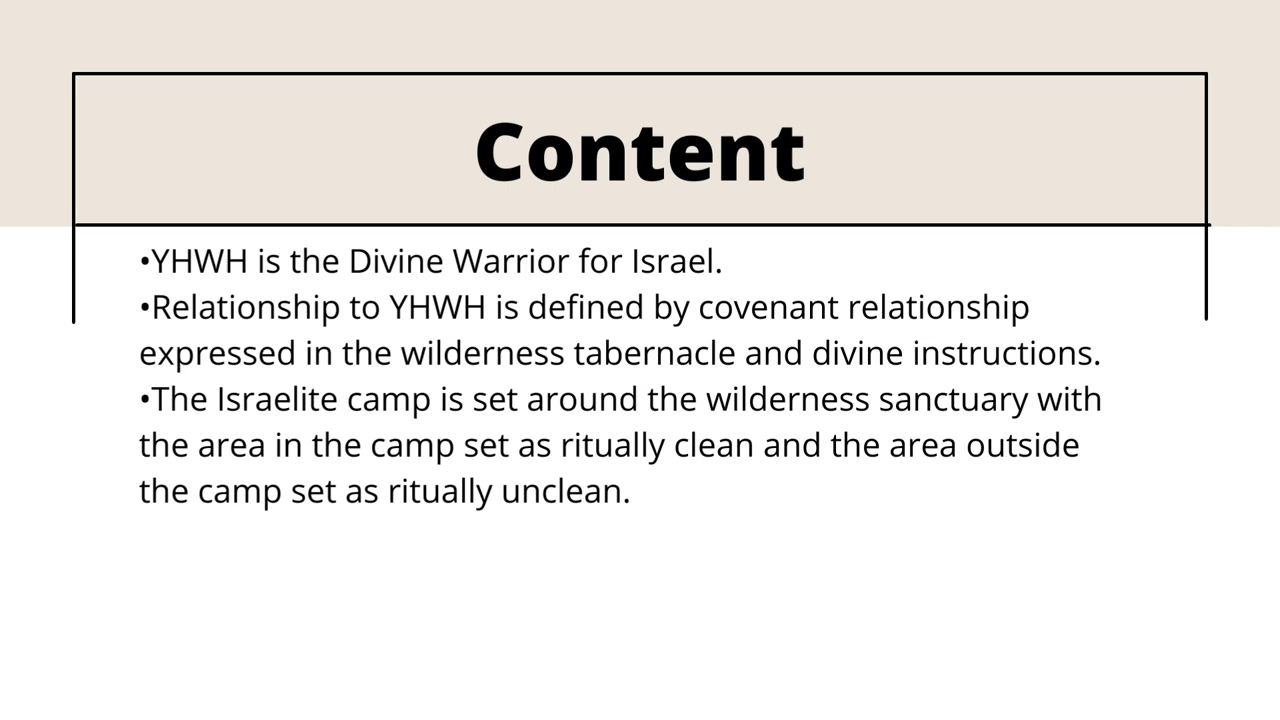 Content
•YHWH is the Divine Warrior for Israel.
•Relationship to YHWH is defined by covenant relationship
expressed in the wilderness tabernacle and divine instructions.
•The Israelite camp is set around the wilderness sanctuary with
the area in the camp set as ritually clean and the area outside
the camp set as ritually unclean.